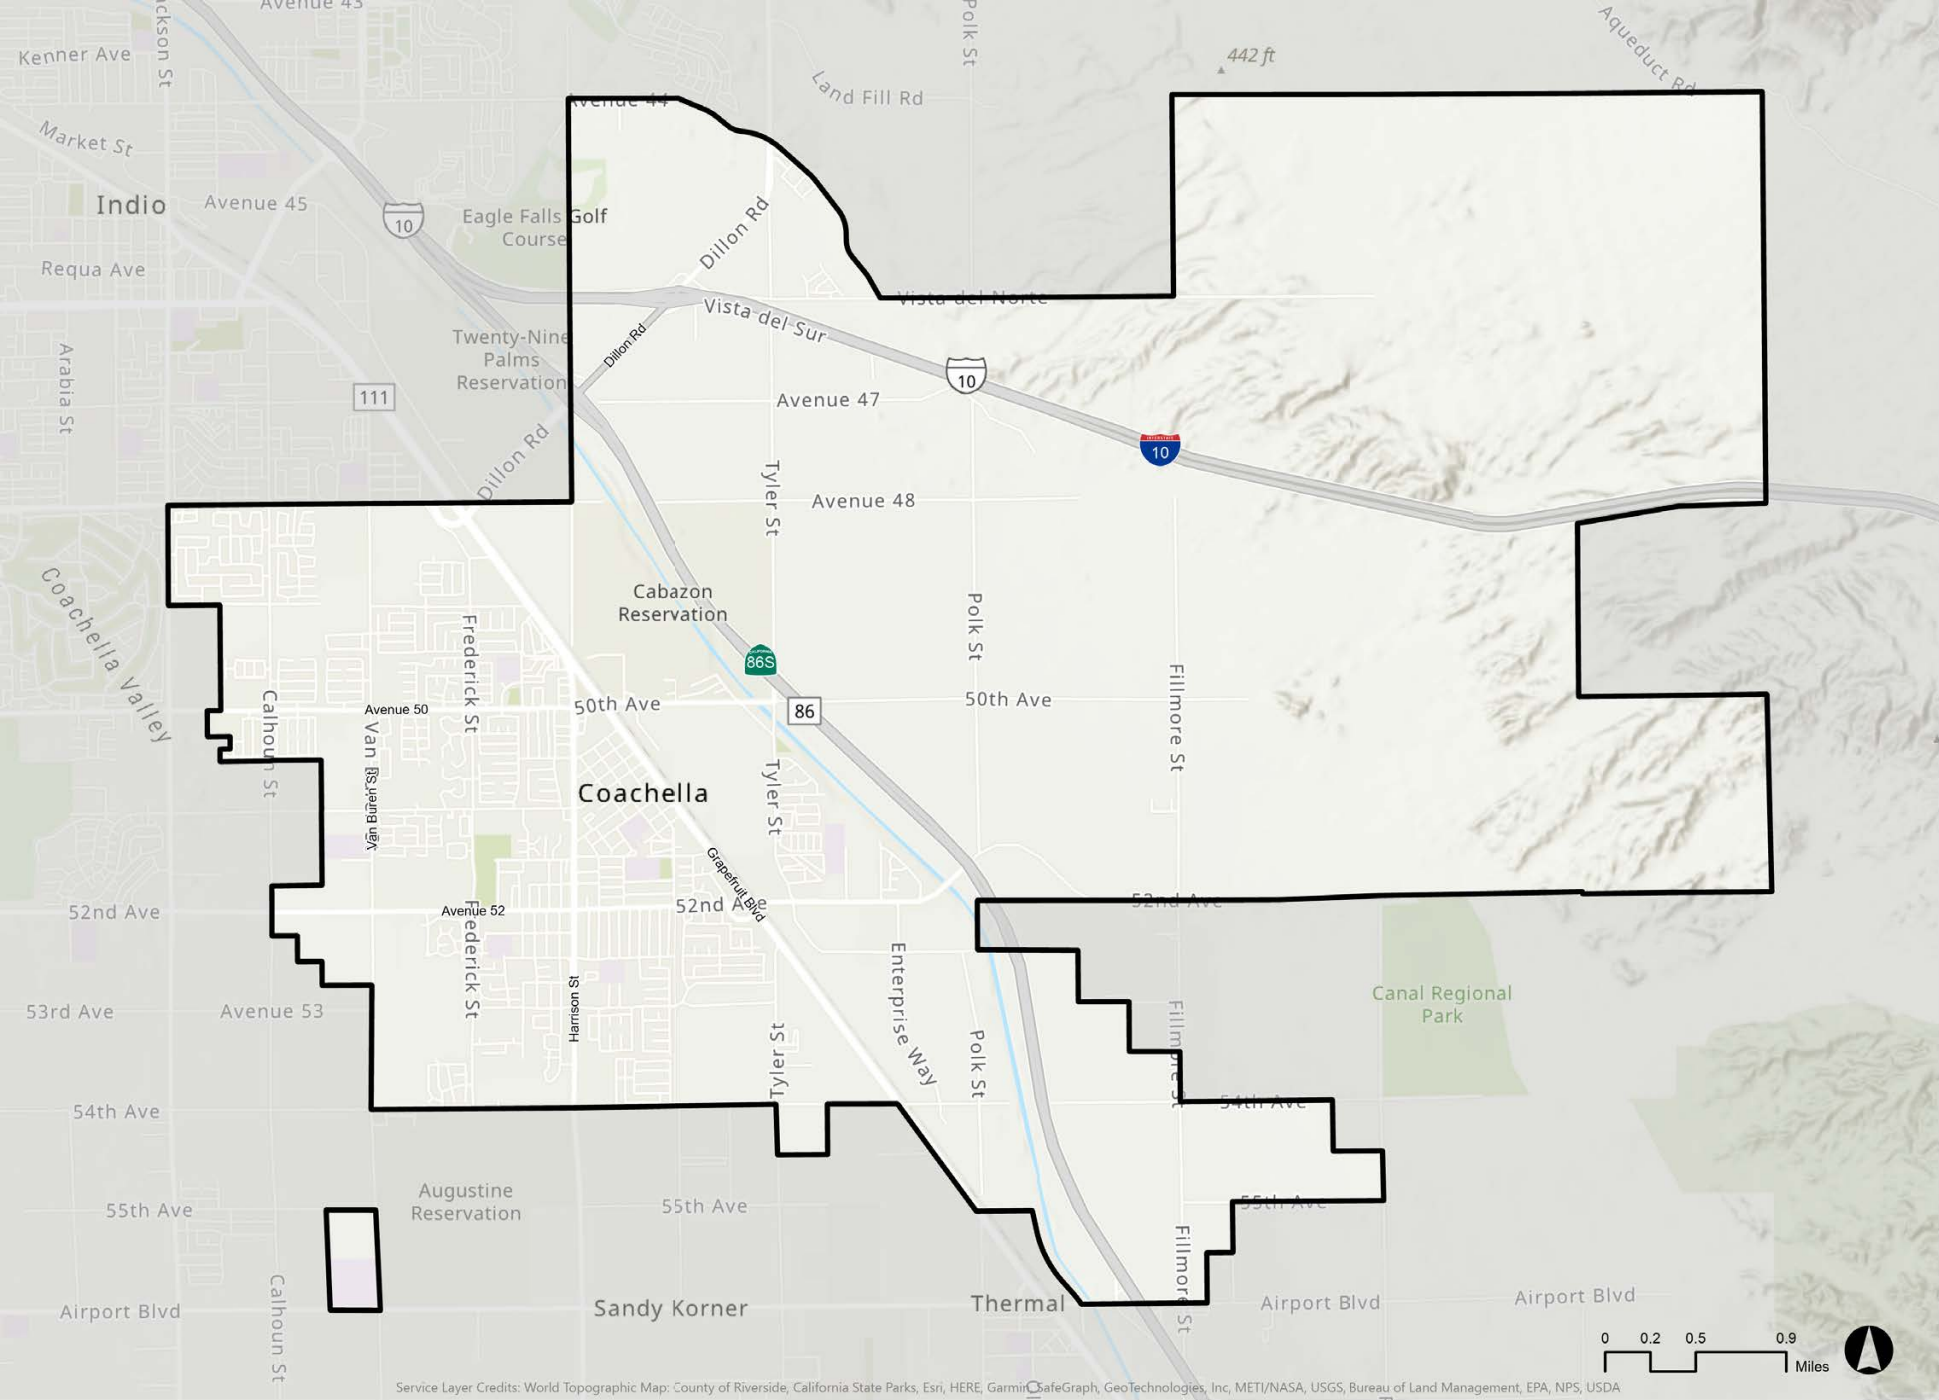 Avenue 43
ckson St
Kenner Ave
Polk St
442 ft
Aqueduct Rd
Land Fill Rd
Avenue 44
Market St
Indio
Avenue 45
10
Eagle Falls Golf
Course
Dillon Rd
Requa Ave
Vista del Norte
Vista del Sur
Twenty-Nine
Palms
Reservation
Dillon Rd
Arabia St
111
10
Avenue 47
Dillon Rd
10
Tyler St
Avenue 48
Coachella Valley
Cabazon
Reservation
Frederick St
Polk St
86S
Fillmore St
Calhoun St
Avenue 50
50th Ave
86
50th Ave
Van B
Van Buren St
Coachella
Tyler St
Grapefruit Blvd
52nd Ave
Avenue 52
52nd Ave
52nd Ave
Frederick St
Enterprise Way
Harrison St
53rd Ave
Avenue 53
Tyler St
Polk St
Fillmore St
Canal Regional
Park
54th Ave
54th Ave
Augustine
Reservation
55th Ave
55th Ave
55th Ave
Fillmore St
Calhoun St
Airport Blvd
Sandy Korner
Thermal
Airport Blvd
Airport Blvd
0 0.2 0.5 0.9
Miles
Service Layer Credits: World Topographic Map: County of Riverside, California State Parks, Esri, HERE, Garmin, SafeGraph, GeoTechnologies, Inc, METI/NASA, USGS, Bureau of Land Management, EPA, NPS, USDA